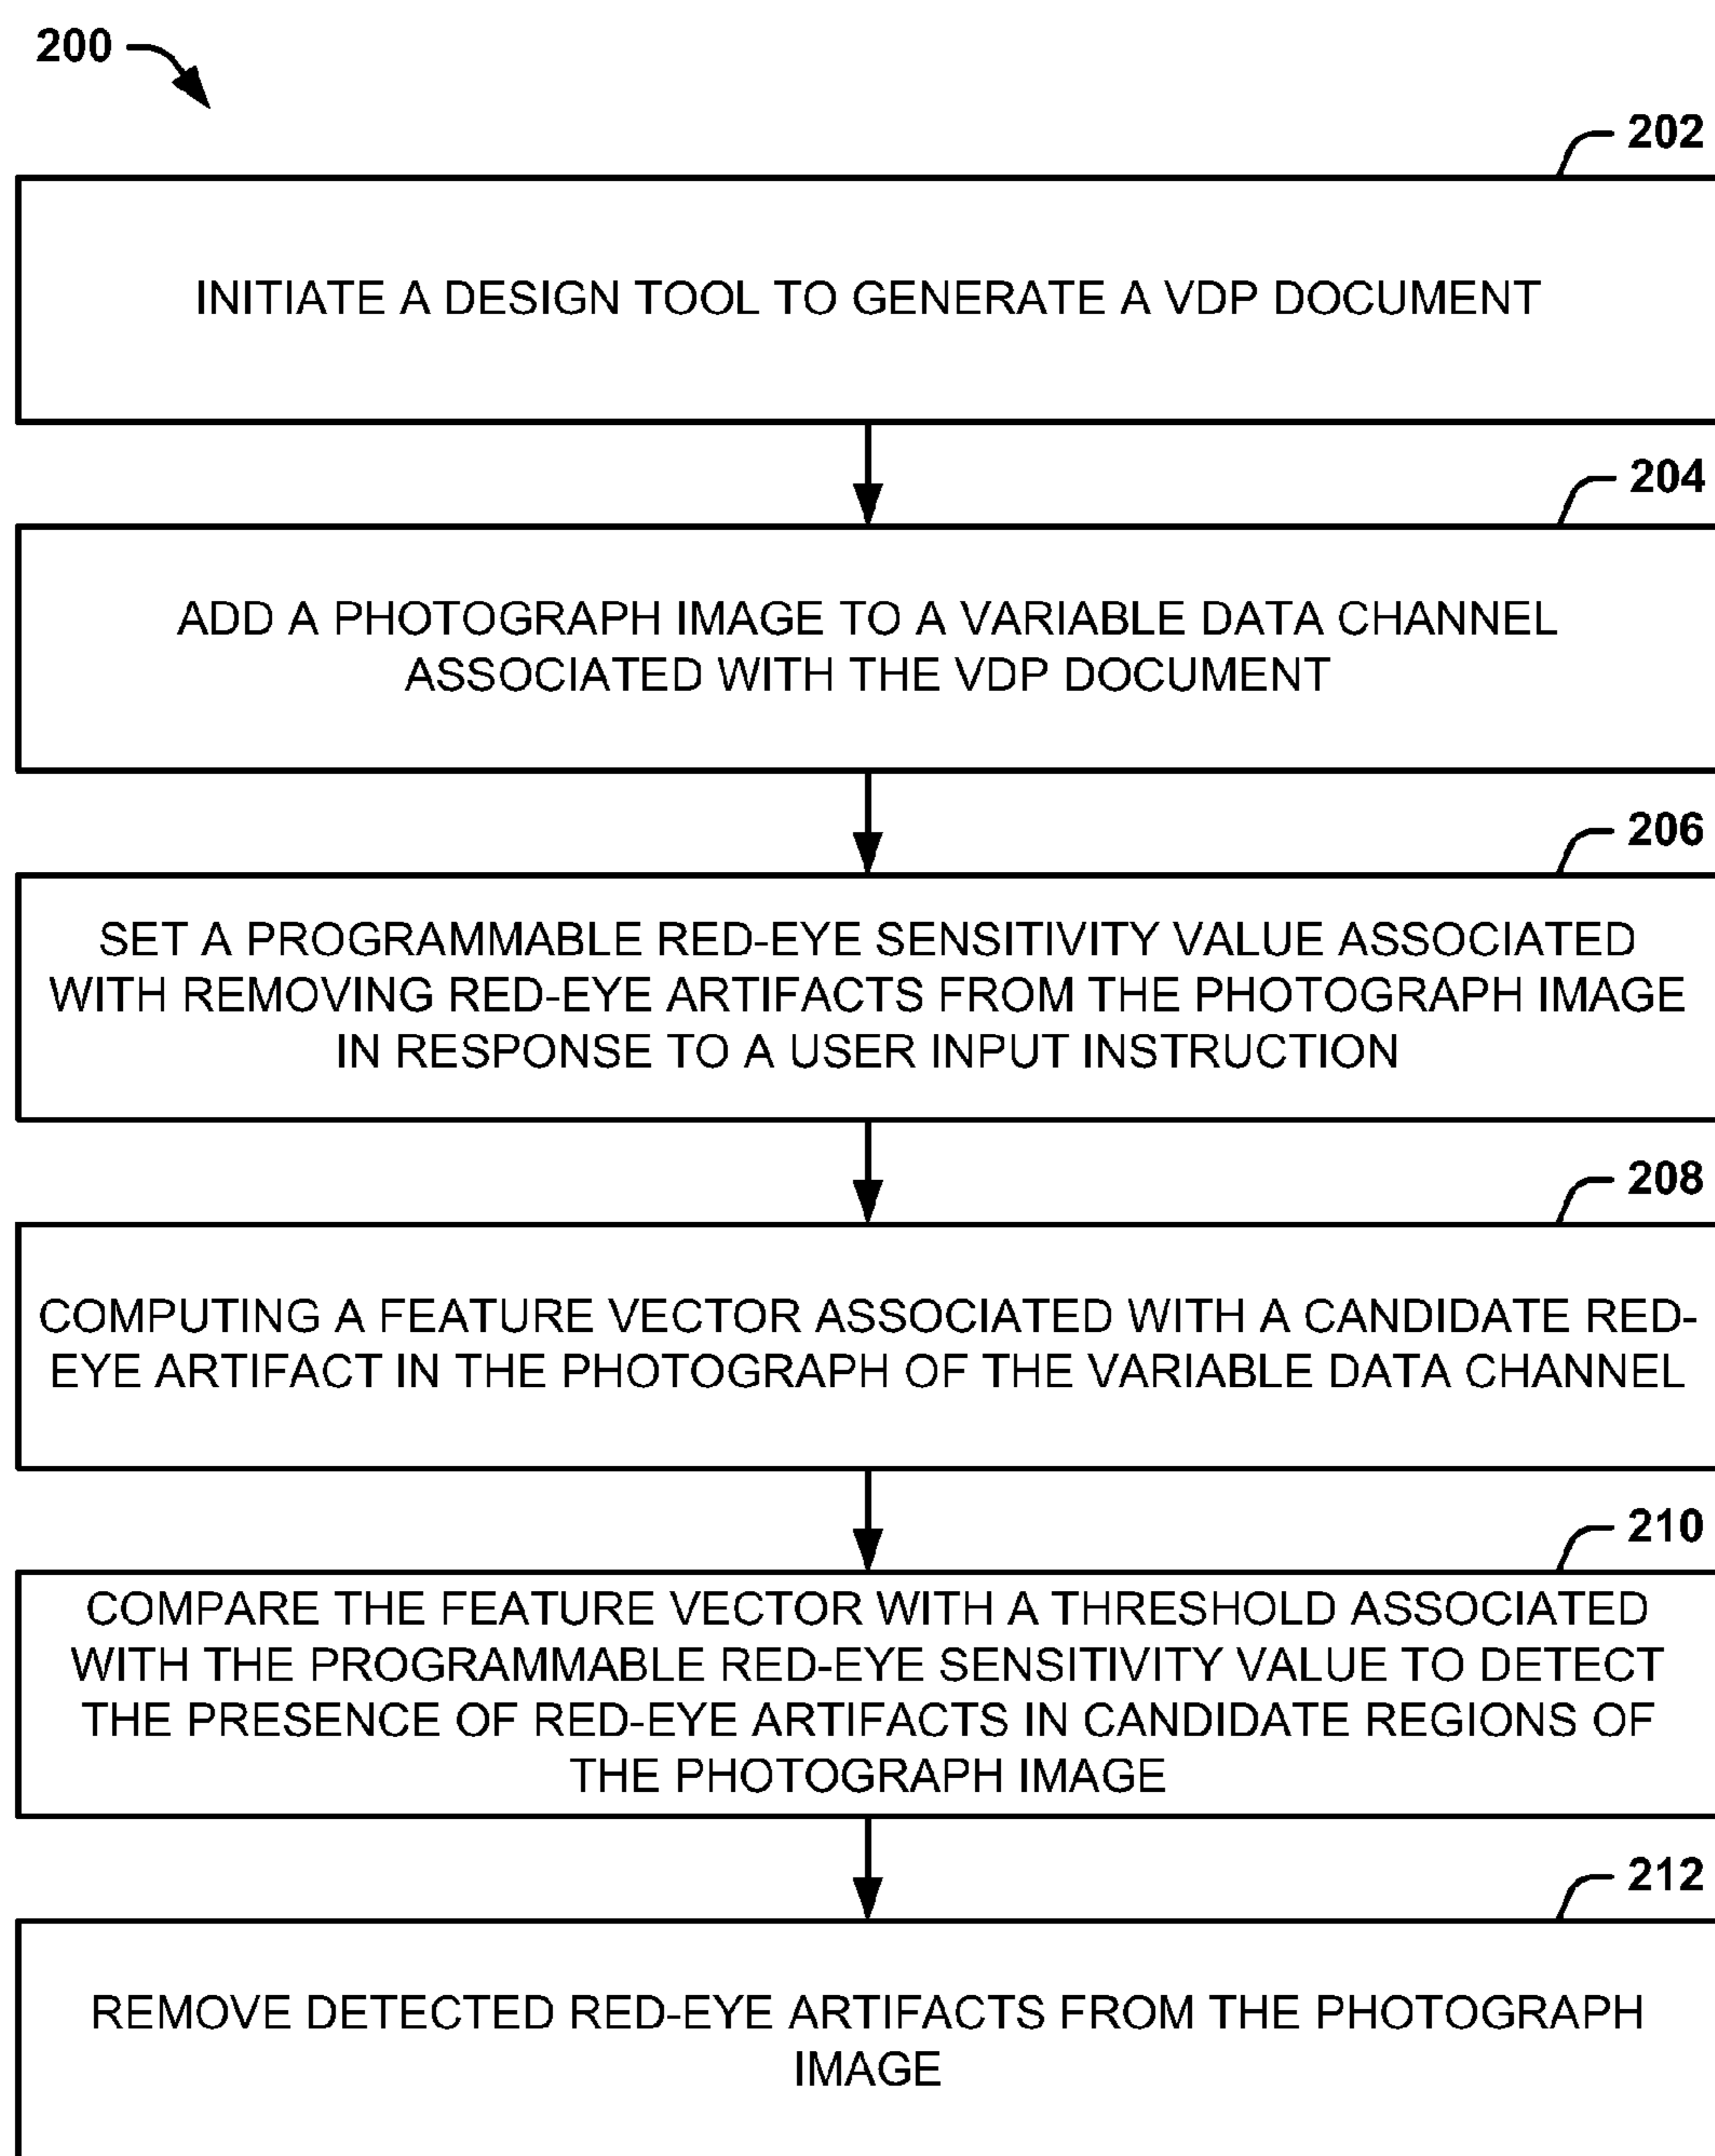 200
202
INITIATE A DESIGN TOOL TO GENERATE A VDP DOCUMENT
204
ADD A PHOTOGRAPH IMAGE TO A VARIABLE DATA CHANNEL
ASSOCIATED WITH THE VDP DOCUMENT
206
SET A PROGRAMMABLE RED-EYE SENSITIVITY VALUE ASSOCIATED
WITH REMOVING RED-EYE ARTIFACTS FROM THE PHOTOGRAPH IMAGE
IN RESPONSE TO A USER INPUT INSTRUCTION
208
COMPUTING A FEATURE VECTOR ASSOCIATED WITH A CANDIDATE RED-
EYE ARTIFACT IN THE PHOTOGRAPH OF THE VARIABLE DATA CHANNEL
210
COMPARE THE FEATURE VECTOR WITH A THRESHOLD ASSOCIATED
WITH THE PROGRAMMABLE RED-EYE SENSITIVITY VALUE TO DETECT
THE PRESENCE OF RED-EYE ARTIFACTS IN CANDIDATE REGIONS OF
THE PHOTOGRAPH IMAGE
212
REMOVE DETECTED RED-EYE ARTIFACTS FROM THE PHOTOGRAPH
IMAGE